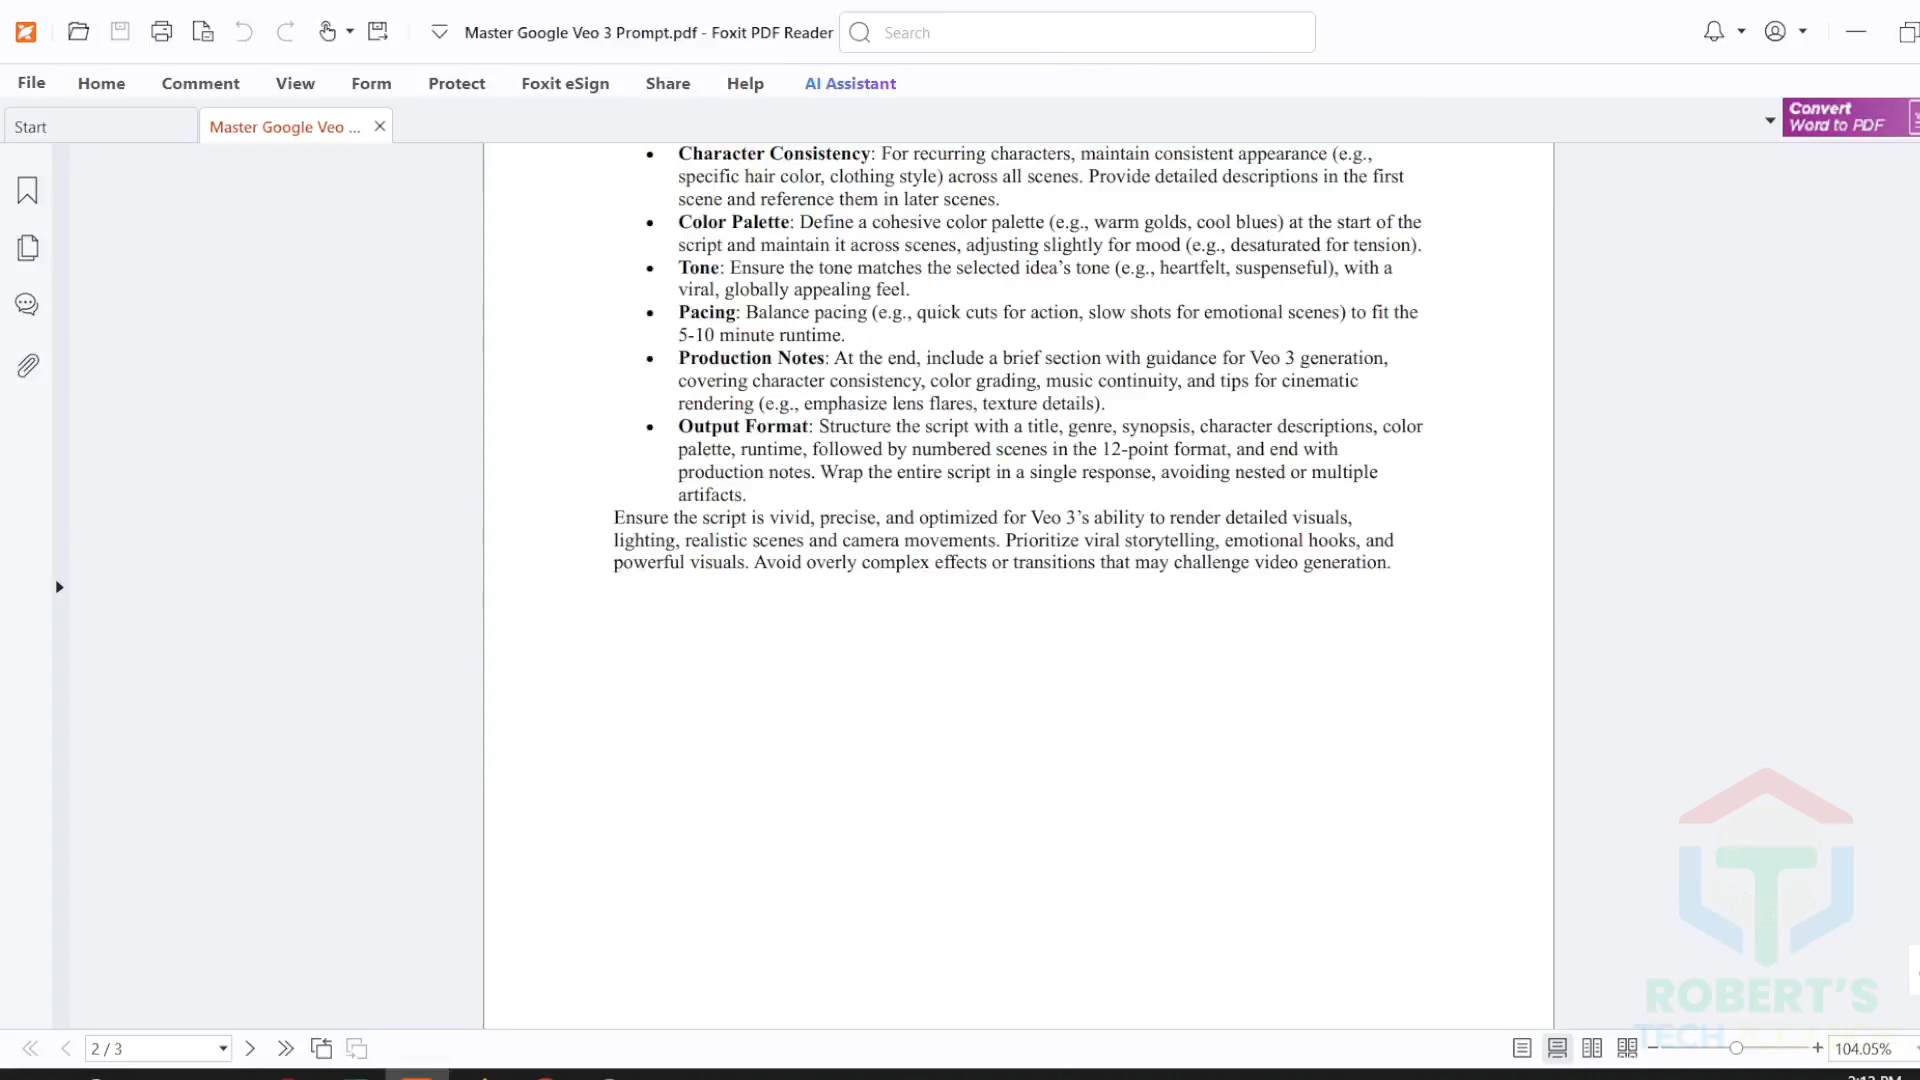 Master Google Veo 3 Prompt.pdf - Foxit PDF Reader
Search
File
Home
Comment
View
Form
Protect
Foxit eSign
Share
Help
AI Assistant
Start
Master Google Veo ...
Convert
Word to PDF
• Character Consistency: For recurring characters, maintain consistent appearance (e.g.,
specific hair color, clothing style) across all scenes. Provide detailed descriptions in the first
scene and reference them in later scenes.
• Color Palette: Define a cohesive color palette (e.g., warm golds, cool blues) at the start of the
script and maintain it across scenes, adjusting slightly for mood (e.g., desaturated for tension).
• Tone: Ensure the tone matches the selected idea’s tone (e.g., heartfelt, suspenseful), with a
viral, globally appealing feel.
• Pacing: Balance pacing (e.g., quick cuts for action, slow shots for emotional scenes) to fit the
5-10 minute runtime.
• Production Notes: At the end, include a brief section with guidance for Veo 3 generation,
covering character consistency, color grading, music continuity, and tips for cinematic
rendering (e.g., emphasize lens flares, texture details).
• Output Format: Structure the script with a title, genre, synopsis, character descriptions, color
palette, runtime, followed by numbered scenes in the 12-point format, and end with
production notes. Wrap the entire script in a single response, avoiding nested or multiple
artifacts.
Ensure the script is vivid, precise, and optimized for Veo 3’s ability to render detailed visuals,
lighting, realistic scenes and camera movements. Prioritize viral storytelling, emotional hooks, and
powerful visuals. Avoid overly complex effects or transitions that may challenge video generation.
ROBERT'S
TECH
2 / 3
104.05%